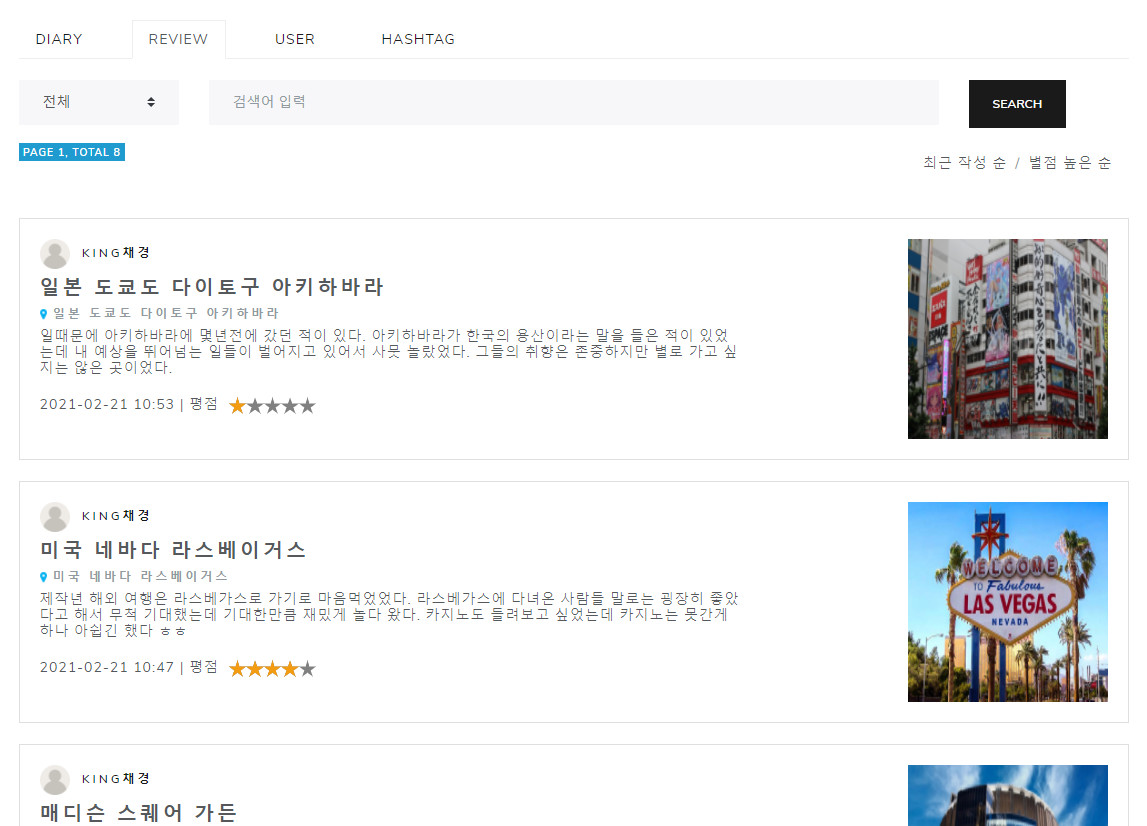 DIARY REVIEW USER HASHTAG
전체 검색어 입력 SEARCH
PAGE 1, TOTAL 8
최근 작성 순 / 별점 높은 순
KING채경
일본 도쿄도 다이토구 아키하바라
일본 도쿄도 다이토구 아키하바라
일때문에 아키하바라에 몇년전에 갔던 적이 있다. 아키하바라가 한국의 용산이라는 말을 들은 적이 있었
는데 내 예상을 뛰어넘는 일들이 벌어지고 있어서 사뭇 놀랐었다. 그들의 취향은 존중하지만 별로 가고 싶
지는 않은 곳이었다.
2021-02-21 10:53 | 평점
KING채경
미국 네바다 라스베이거스
미국 네바다 라스베이거스
제작년 해외 여행은 라스베가스로 가기로 마음먹었었다. 라스베가스에 다녀온 사람들 말로는 굉장히 좋았
다고 해서 무척 기대했는데 기대한만큼 재밌게 놀다 왔다. 카지노도 들려보고 싶었는데 카지노는 못간게
하나 아쉽긴 했다 ㅎㅎ
2021-02-21 10:47 | 평점
WELCOME
TO Fabulous
LAS VEGAS
NEVADA
KING채경
매디슨 스퀘어 가든